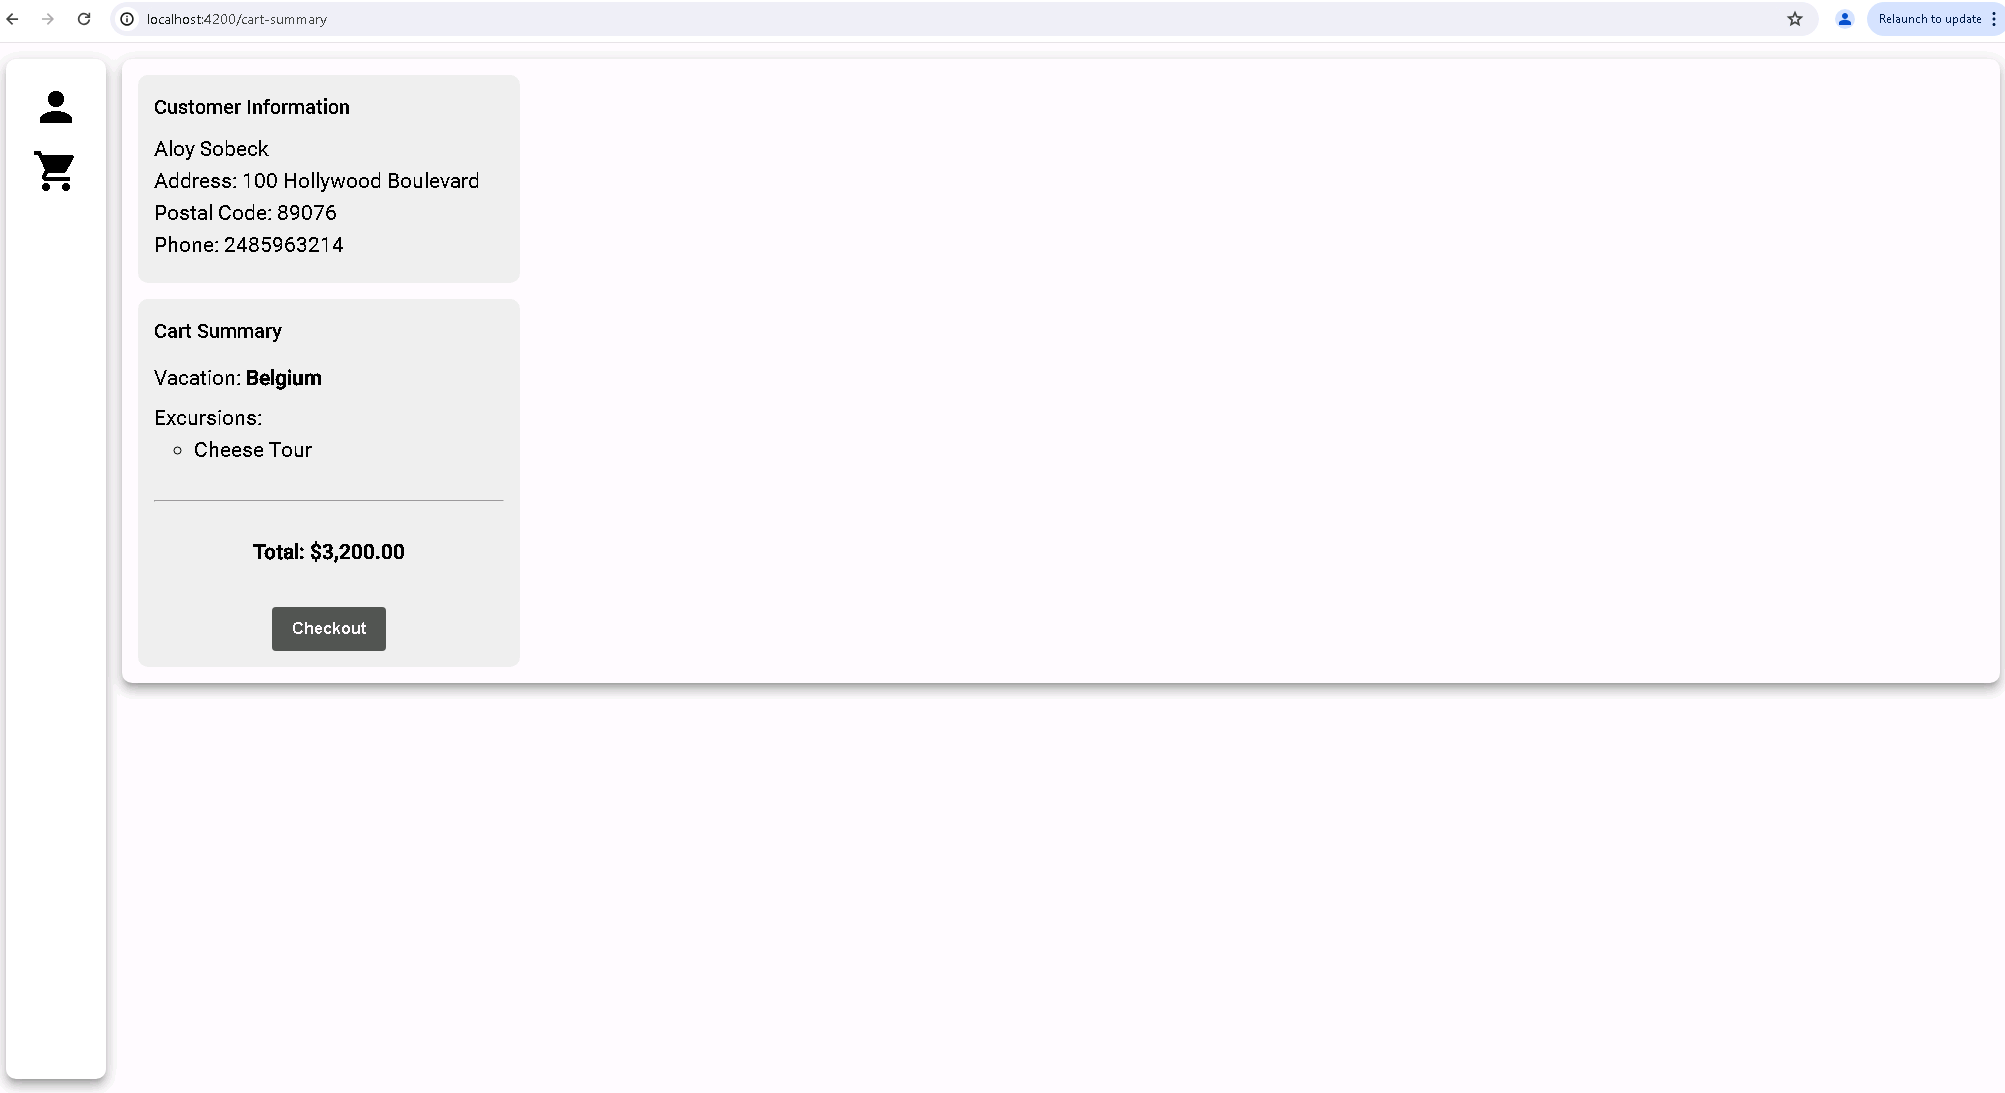 localhost:4200/cart-summary
Relaunch to update
Customer Information
Aloy Sobeck
Address: 100 Hollywood Boulevard
Postal Code: 89076
Phone: 2485963214
Cart Summary
Vacation: Belgium
Excursions:
Cheese Tour
Total: $3,200.00
Checkout